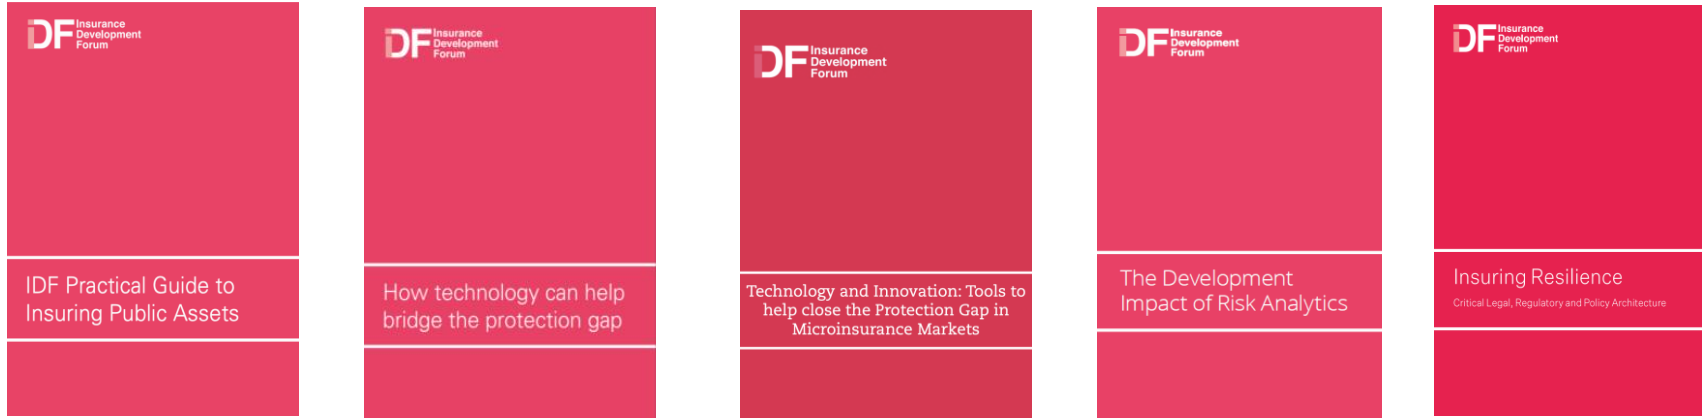 iDF Insurance
Development
Forum
IDF Practical Guide to
Insuring Public Assets
iDF Insurance
Development
Forum
How technology can help
bridge the protection gap
iDF Insurance
Development
Forum
Technology and Innovation: Tools to
help close the Protection Gap in
Microinsurance Markets
iDF Insurance
Development
Forum
The Development
Impact of Risk Analytics
iDF Insurance
Development
Forum
Insuring Resilience
Critical Legal, Regulatory and Policy Architecture